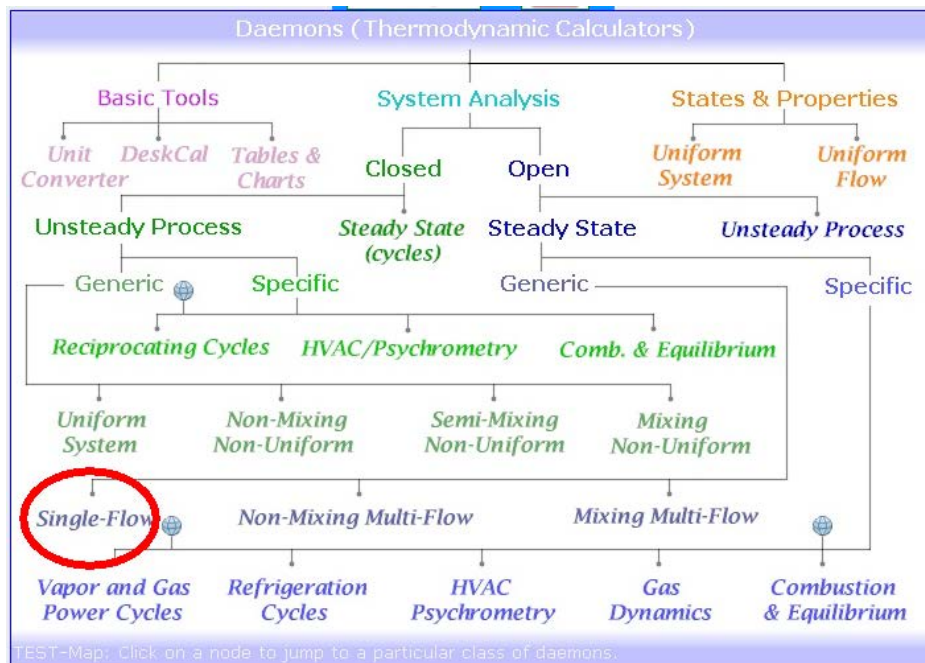 Daemons (Thermodynamic Calculators)
Basic Tools
System Analysis
States & Properties
Unit
Converter
DeskCal
Tables &
Charts
Closed
Open
Uniform
System
Uniform
Flow
Unsteady Process
Steady State
(cycles)
Steady State
Unsteady Process
Generic
Specific
Generic
Specific
Reciprocating Cycles
HVAC/Psychrometry
Comb. & Equilibrium
Uniform
System
Non-Mixing
Non-Uniform
Semi-Mixing
Non-Uniform
Mixing
Non-Uniform
Single-Flow
Non-Mixing Multi-Flow
Mixing Multi-Flow
Vapor and Gas
Power Cycles
Refrigeration
Cycles
HVAC
Psychrometry
Gas
Dynamics
Combustion
& Equilibrium
TEST-Map: Click on a node to jump to a particular class of daemons.